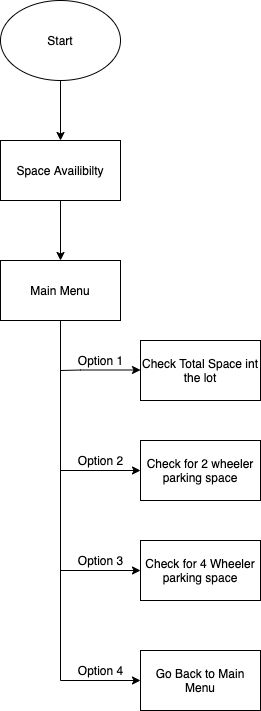 Start
Space Availibilty
Main Menu
Option 1
Check Total Space int
the lot
Option 2
Check for 2 wheeler
parking space
Option 3
Check for 4 Wheeler
parking space
Option 4
Go Back to Main
Menu